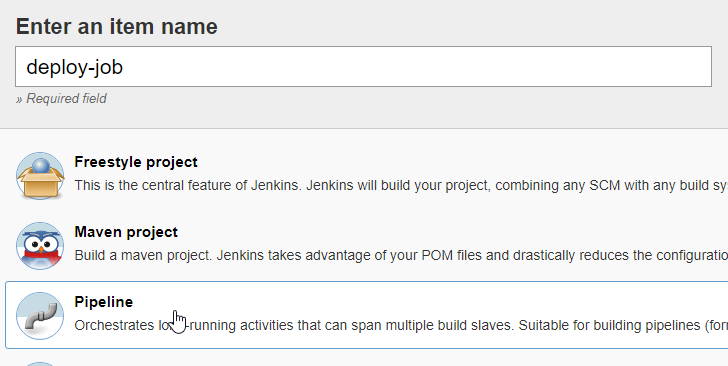 Enter an item name
deploy-job
» Required field
Freestyle project
This is the central feature of Jenkins. Jenkins will build your project, combining any SCM with any build
Maven project
Build a maven project. Jenkins takes advantage of your POM files and drastically reduces the
Pipeline
Orchestrates running activities that can span multiple build slaves. Suitable for building pipelines